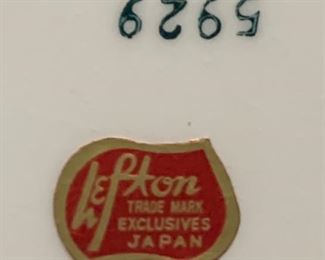 5929
Lefton
TRADE MARK
EXCLUSIVES
JAPAN